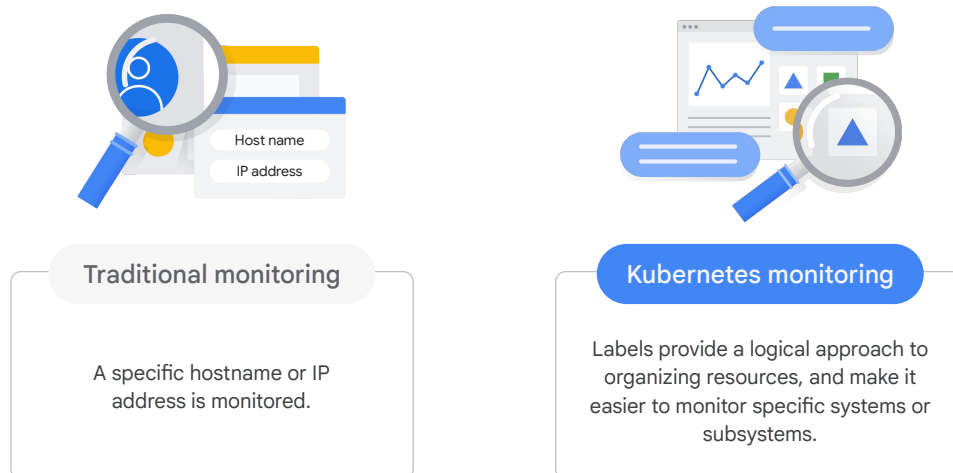 Host name
IP address
Traditional monitoring
A specific hostname or IP
address is monitored.
Kubernetes monitoring
Labels provide a logical approach to
organizing resources, and make it
easier to monitor specific systems or
subsystems.